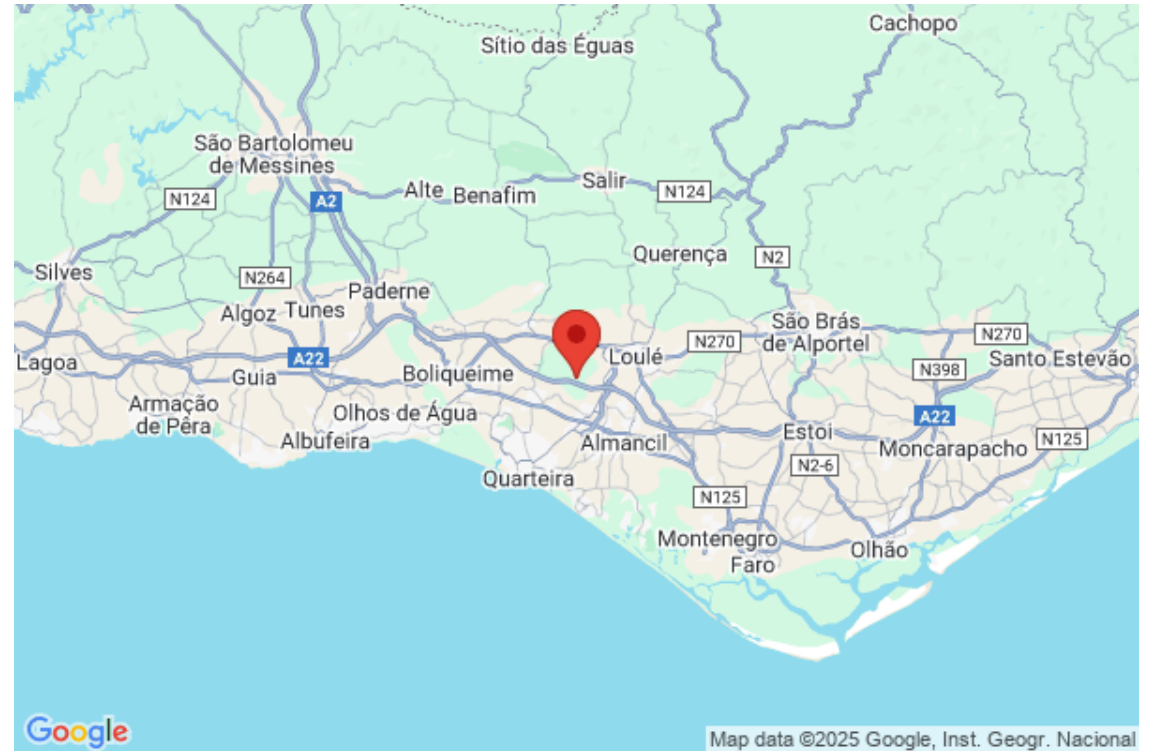 Cachopo
Sítio das Éguas
São Bartolomeu
de Messines
Salir
Alte
Benafim
N124
N124
A2
Querença
N2
Silves
N264
Paderne
Algoz
Tunes
São Brás
de Alportel
N270
N270
Loulé
Santo Estevão
A22
Lagoa
Guia
Boliqueime
N398
Armação
de Pêra
Olhos de Água
A22
Albufeira
Almancil
Estoi
N125
Moncarapacho
N2-6
Quarteira
N125
Montenegro
Olhão
Faro
Google
Map data ©2025 Google, Inst. Geogr. Nacional